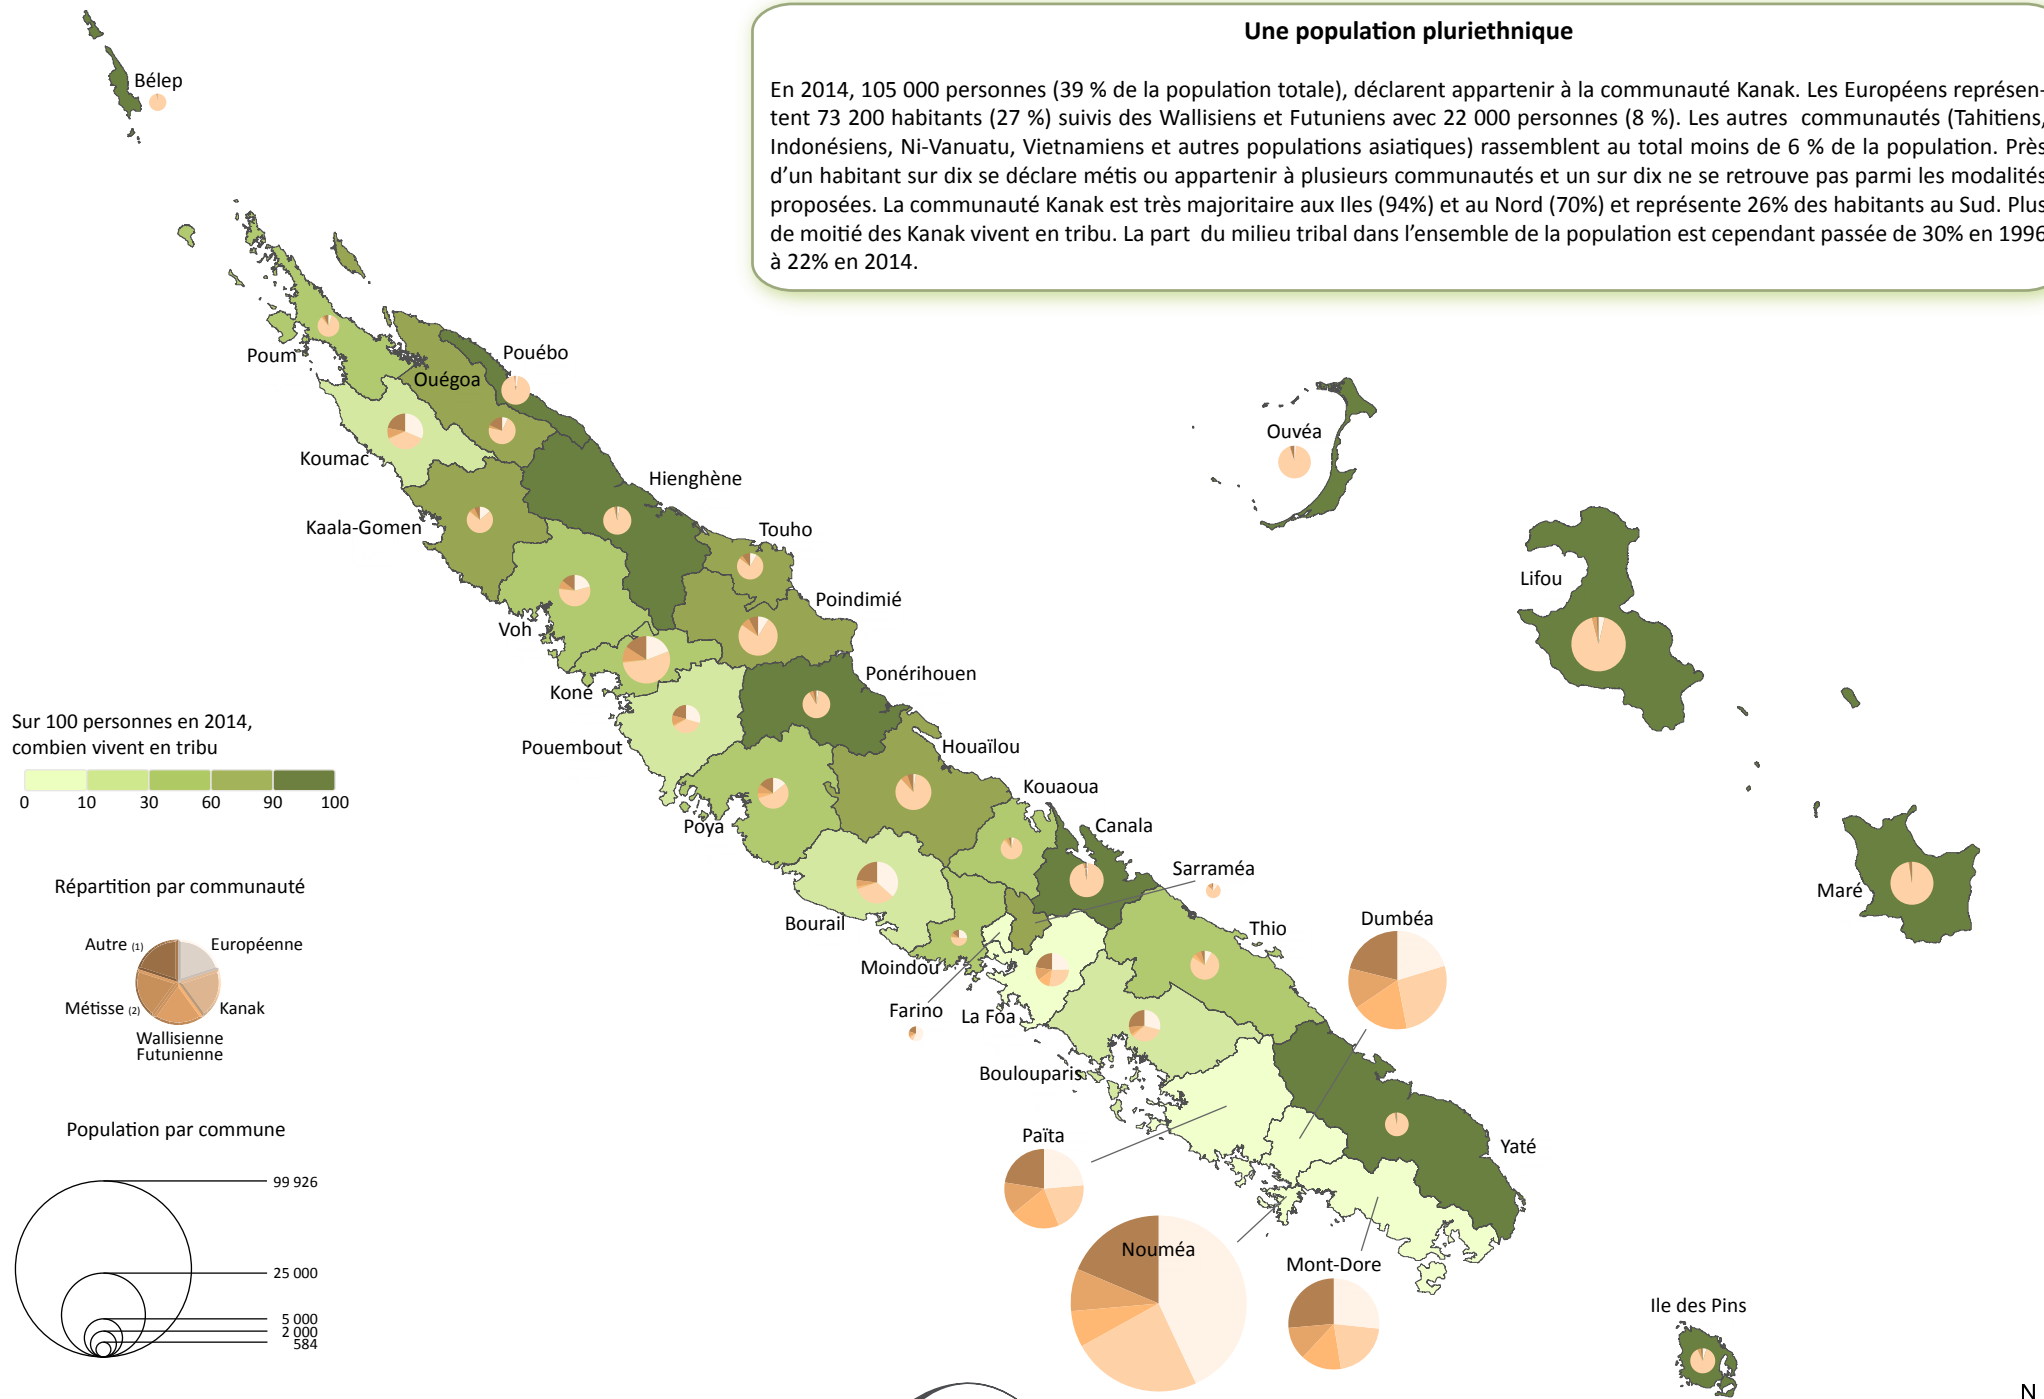 Une population pluriethnique
En 2014, 105 000 personnes (39 % de la population totale), déclarent appartenir à la communauté Kanak. Les Européens représen-
tent 73 200 habitants (27 %) suivis des Wallisiens et Futuniens avec 22 000 personnes (8 %). Les autres communautés (Tahitiens,
Indonésiens, Ni-Vanuatu, Vietnamiens et autres populations asiatiques) rassemblent au total moins de 6 % de la population. Près
d'un habitant sur dix se déclare métis ou appartenir à plusieurs communautés et un sur dix ne se retrouve pas parmi les modalités
proposées. La communauté Kanak est très majoritaire aux Iles (94%) et au Nord (70%) et représente 26% des habitants au Sud. Plus
de moitié des Kanak vivent en tribu. La part du milieu tribal dans l'ensemble de la population est cependant passée de 30% en 1996
à 22% en 2014.
Bélep
Poum
Pouébo
Ouégoa
Koumac
Ouvéa
Hienghène
Kaala-Gomen
Touho
Lifou
Poindimié
Voh
Koné
Ponérihouen
Pouembout
Houaïlou
Kouaoua
Poya
Canala
Sarraméa
Maré
Bourail
Dumbéa
Thio
Moindou
Farino
La Foa
Boulouparis
Païta
Yaté
Nouméa
Mont-Dore
Ile des Pins
N
Sur 100 personnes en 2014,
combien vivent en tribu
0 10 30 60 90 100
Répartition par communauté
Autre (1) Européenne
Métisse (2) Kanak
Wallisienne
Futunienne
Population par commune
99 926
25 000
5 000
2 000
584